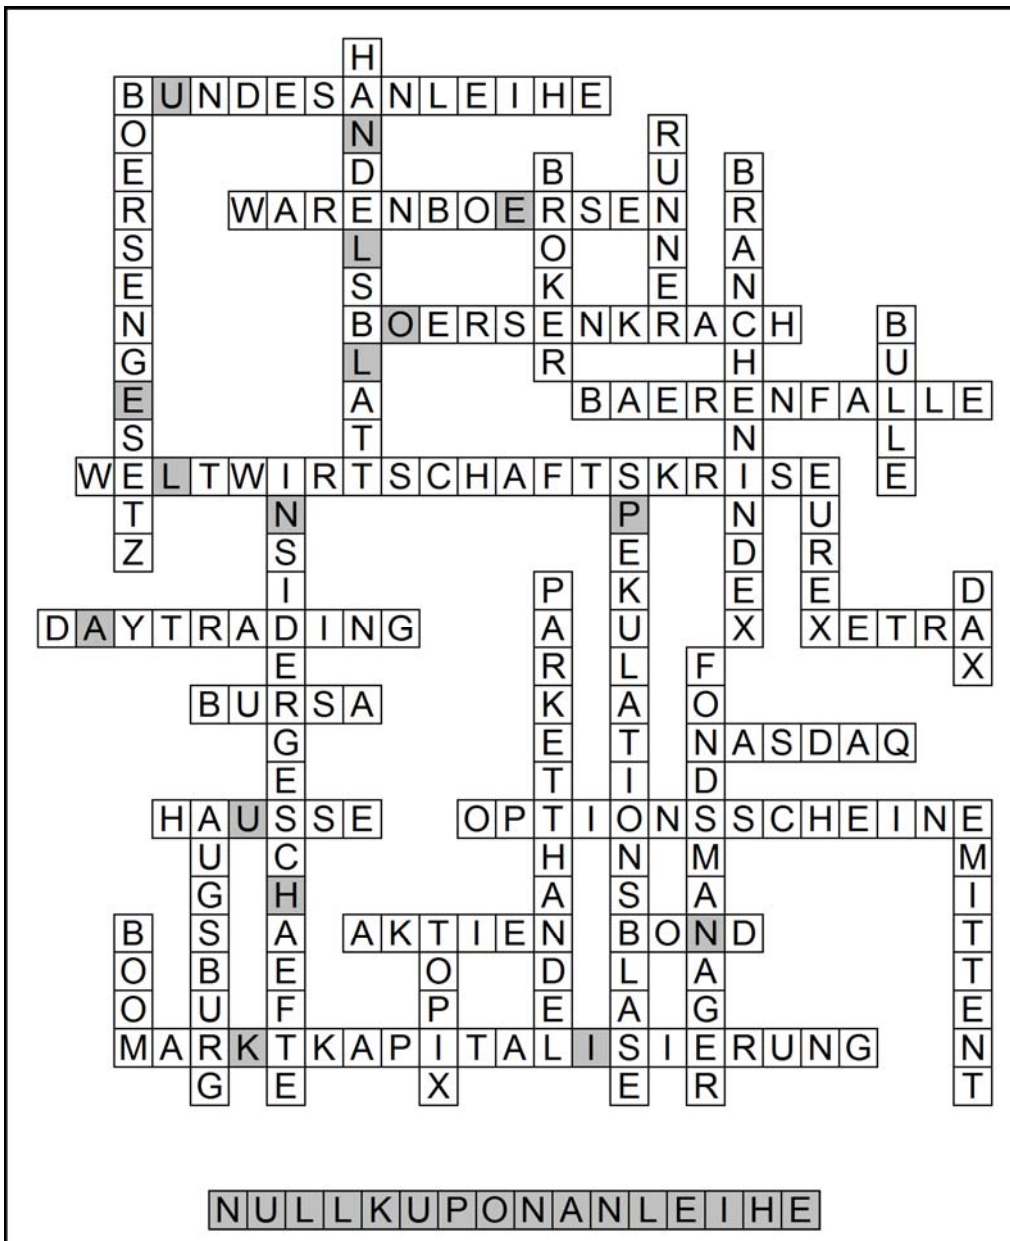 HANDELSBLATT
BUNDESANLEIHE
BOERSENGESETZ
RUNNER
BROKER
BRANCHENINDEX
WARENBOERSEN
BOERSENKRACH
BULLE
BAERENFALLE
WELTWIRTSCHAFTSKRISE
INSIDERGESCHAEFTE
SPEKULATIONSBLASE
EUREX
PARKETTHANDEL
DAX
DAYTRADING
XETRA
FONDSMANAGER
BURSA
NASDAQ
HAUSSE
AUGSBURG
OPTIONSSCHEINE
EMITTENT
BOOM
AKTIEN
TOPIX
BOND
MARKTKAPITALISIERUNG
NULLKUPONANLEIHE